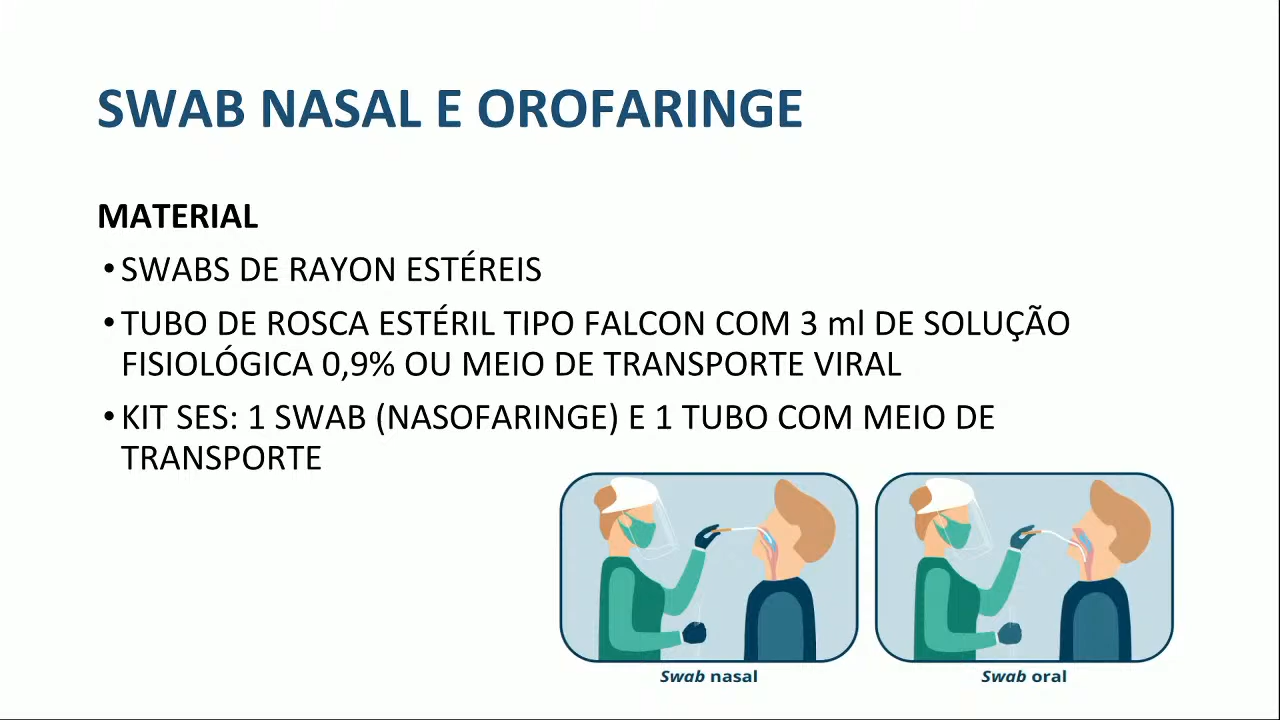 SWAB NASAL E OROFARINGE
MATERIAL
•SWABS DE RAYON ESTÉREIS
•TUBO DE ROSCA ESTÉRIL TIPO FALCON COM 3 ml DE SOLUÇÃO
FISIOLÓGICA 0,9% OU MEIO DE TRANSPORTE VIRAL
•KIT SES: 1 SWAB (NASOFARINGE) E 1 TUBO COM MEIO DE
TRANSPORTE
Swab nasal
Swab oral